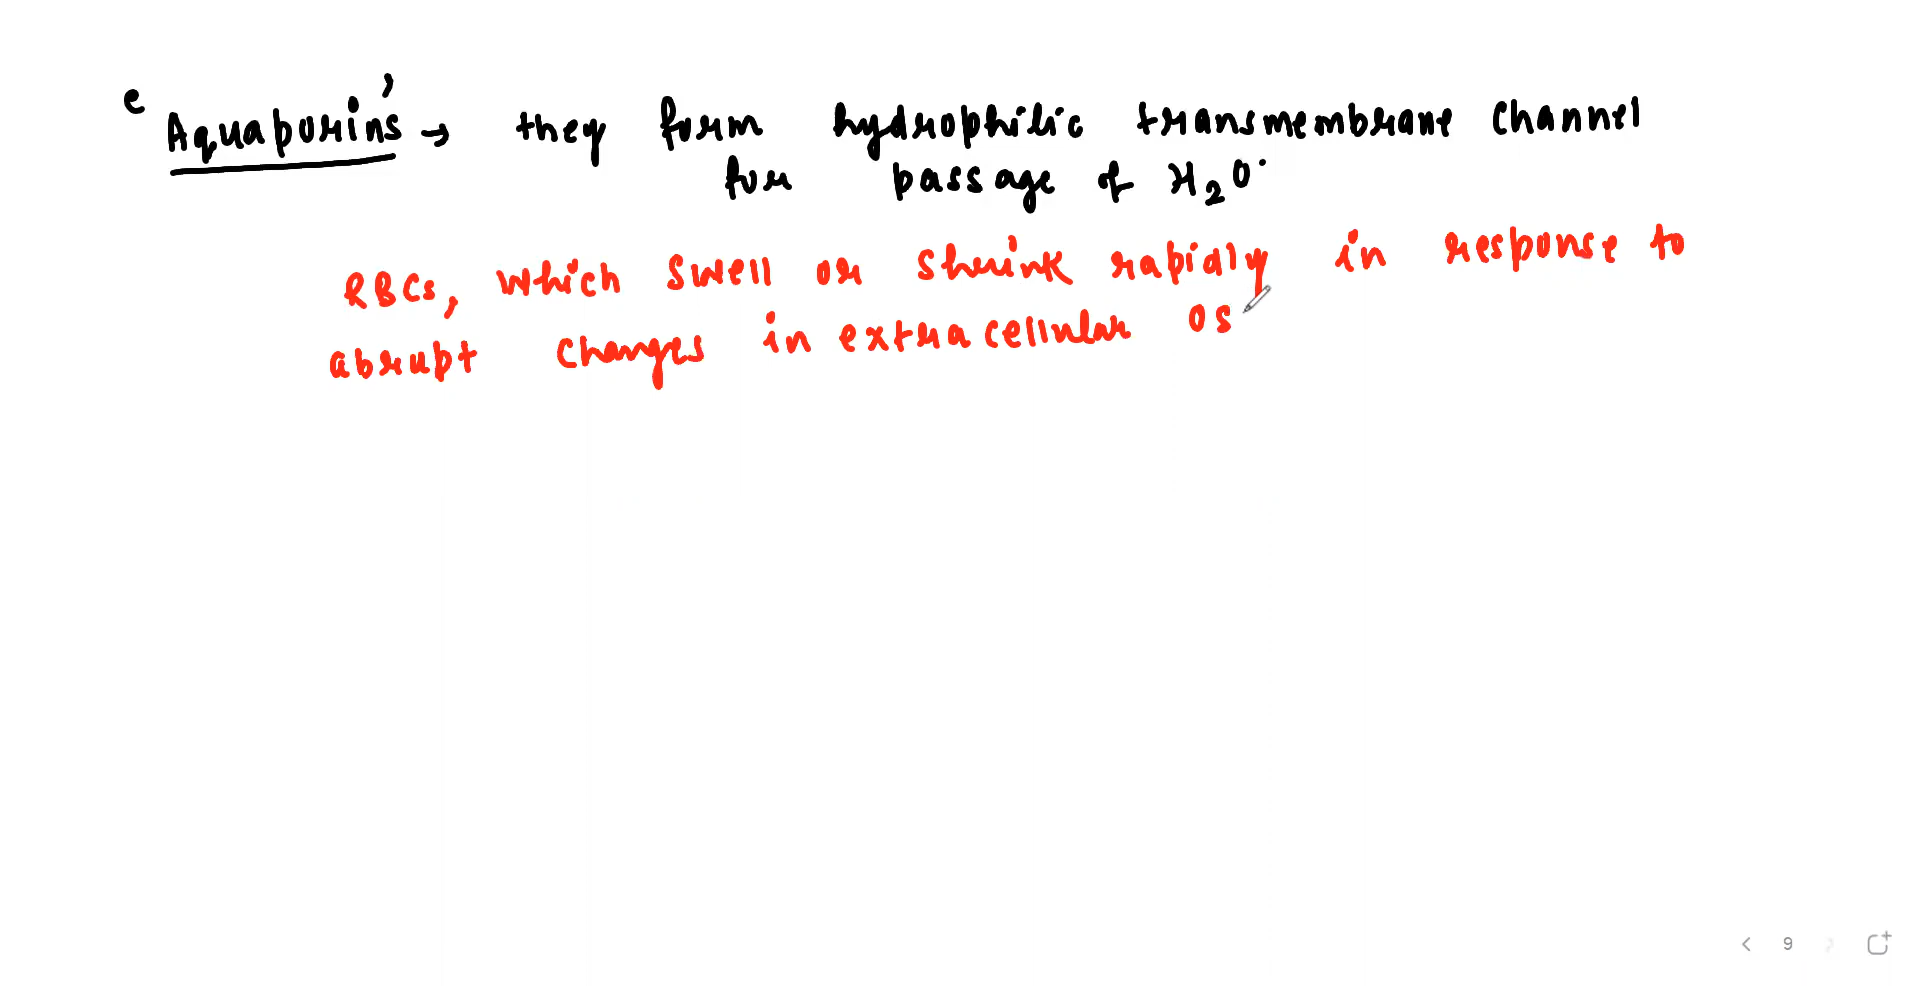 'Aquaporins' → they form hydrophilic transmembrane channel
for passage of H₂O.
RBCs, which swell or shrink rapidly in response to
abrupt changes in extracellular os
9